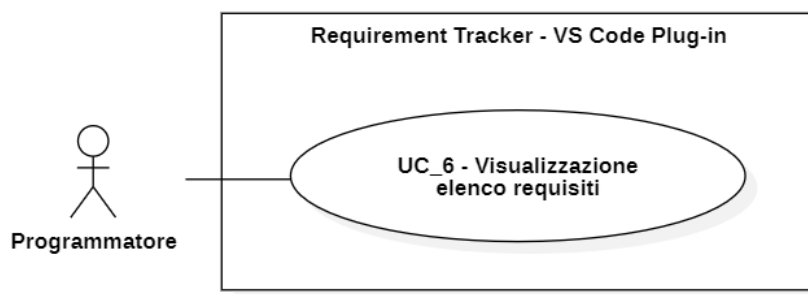 Requirement Tracker - VS Code Plug-in
UC_6 - Visualizzazione
elenco requisiti
Programmatore